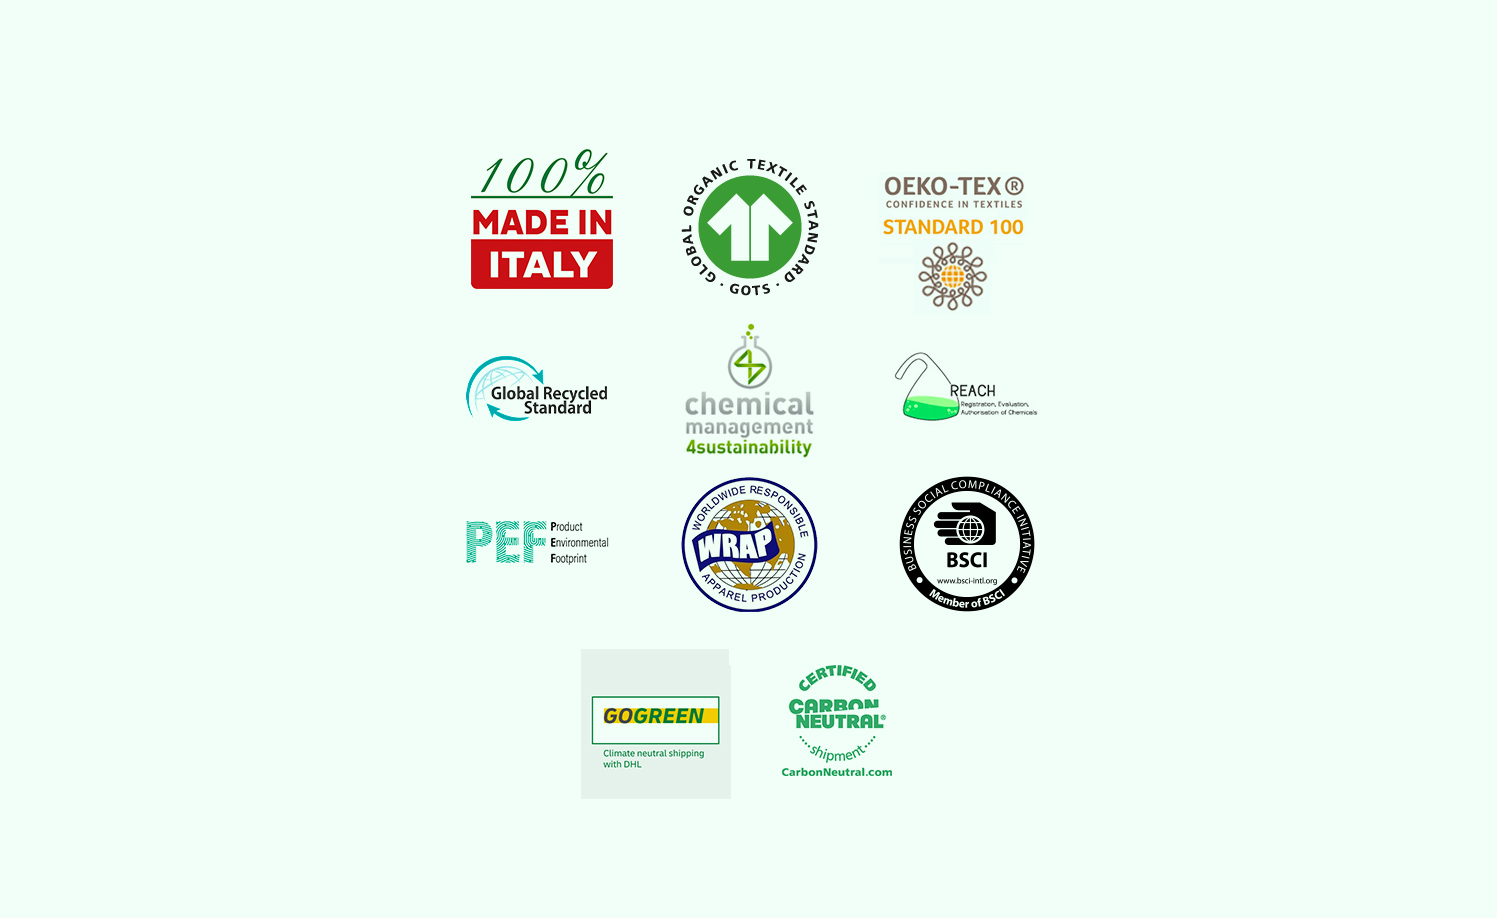 100%
MADE IN
ITALY
GLOBAL ORGANIC TEXTILE STANDARD
· GOTS ·
OEKO-TEX®
CONFIDENCE IN TEXTILES
STANDARD 100
Global Recycled
Standard
chemical
management
4sustainability
REACH
Registration, Evaluation,
Authorisation of Chemicals
PEF
Product
Environmental
Footprint
WORLDWIDE RESPONSIBLE
WRAP
APPAREL PRODUCTION
BUSINESS SOCIAL COMPLIANCE INITIATIVE
BSCI
www.bsci-intl.org
Member of BSCI
GOGREEN
Climate neutral shipping
with DHL
CERTIFIED
CARBON
NEUTRAL®
shipment
CarbonNeutral.com